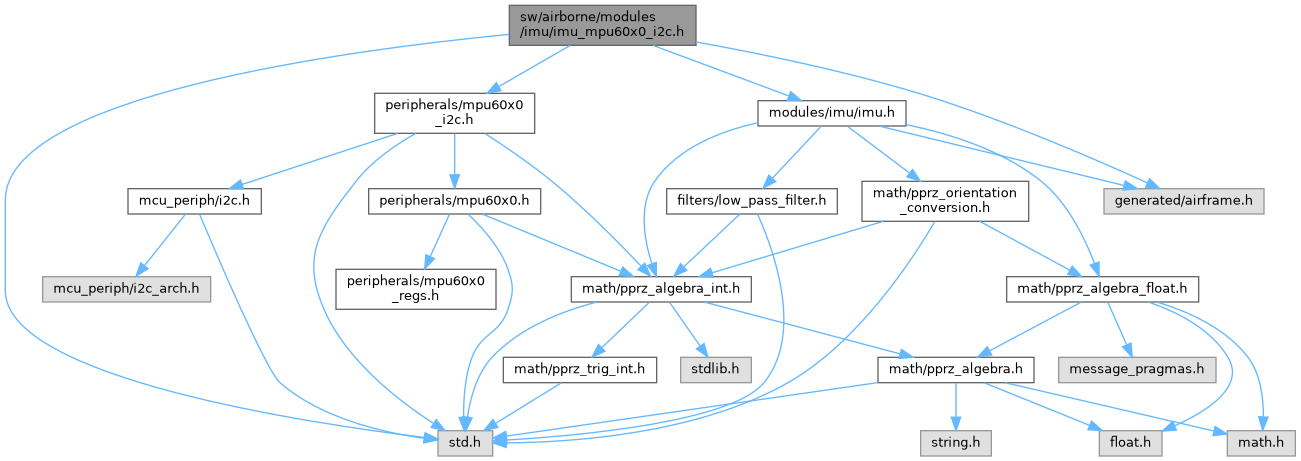 sw/airborne/modules
/imu/imu_mpu60x0_i2c.h
peripherals/mpu60x0
_i2c.h
modules/imu/imu.h
mcu_periph/i2c.h
peripherals/mpu60x0.h
filters/low_pass_filter.h
math/pprz_orientation
_conversion.h
generated/airframe.h
mcu_periph/i2c_arch.h
peripherals/mpu60x0
_regs.h
math/pprz_algebra_int.h
math/pprz_algebra_float.h
math/pprz_trig_int.h
stdlib.h
math/pprz_algebra.h
message_pragmas.h
std.h
string.h
float.h
math.h